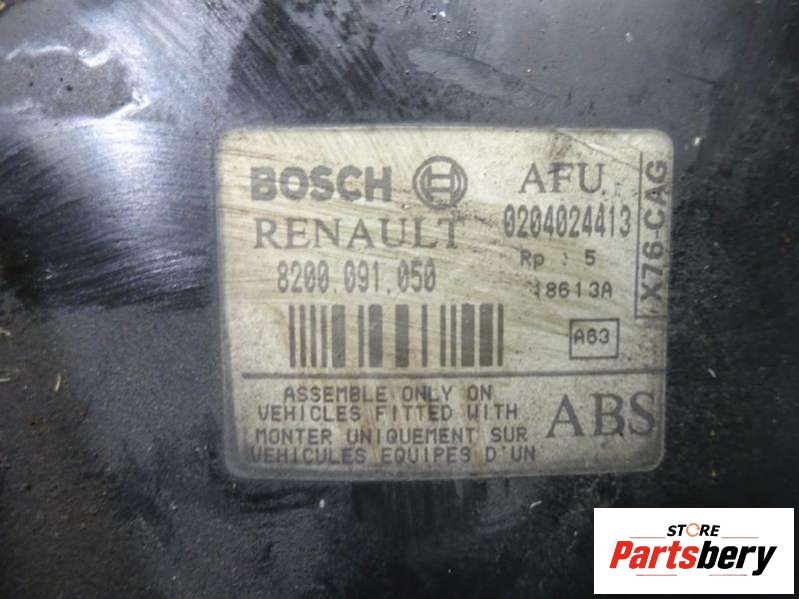 BOSCH AFU
RENAULT 0204024413
8200 091 050 Rp : 5
18613A
X76-CAG
A63
ASSEMBLE ONLY ON
VEHICLES FITTED WITH
MONTER UNIQUEMENT SUR
VEHICULES EQUIPES D'UN
ABS
STORE
Partsbery